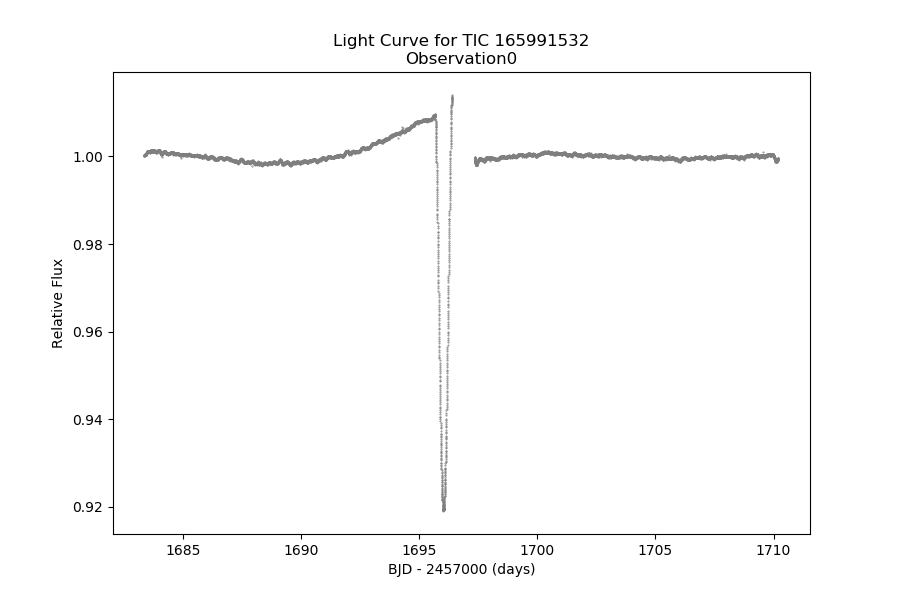 Light Curve for TIC 165991532
Observation0
Relative Flux
1.00
0.98
0.96
0.94
0.92
1685 1690 1695 1700 1705 1710
BJD - 2457000 (days)